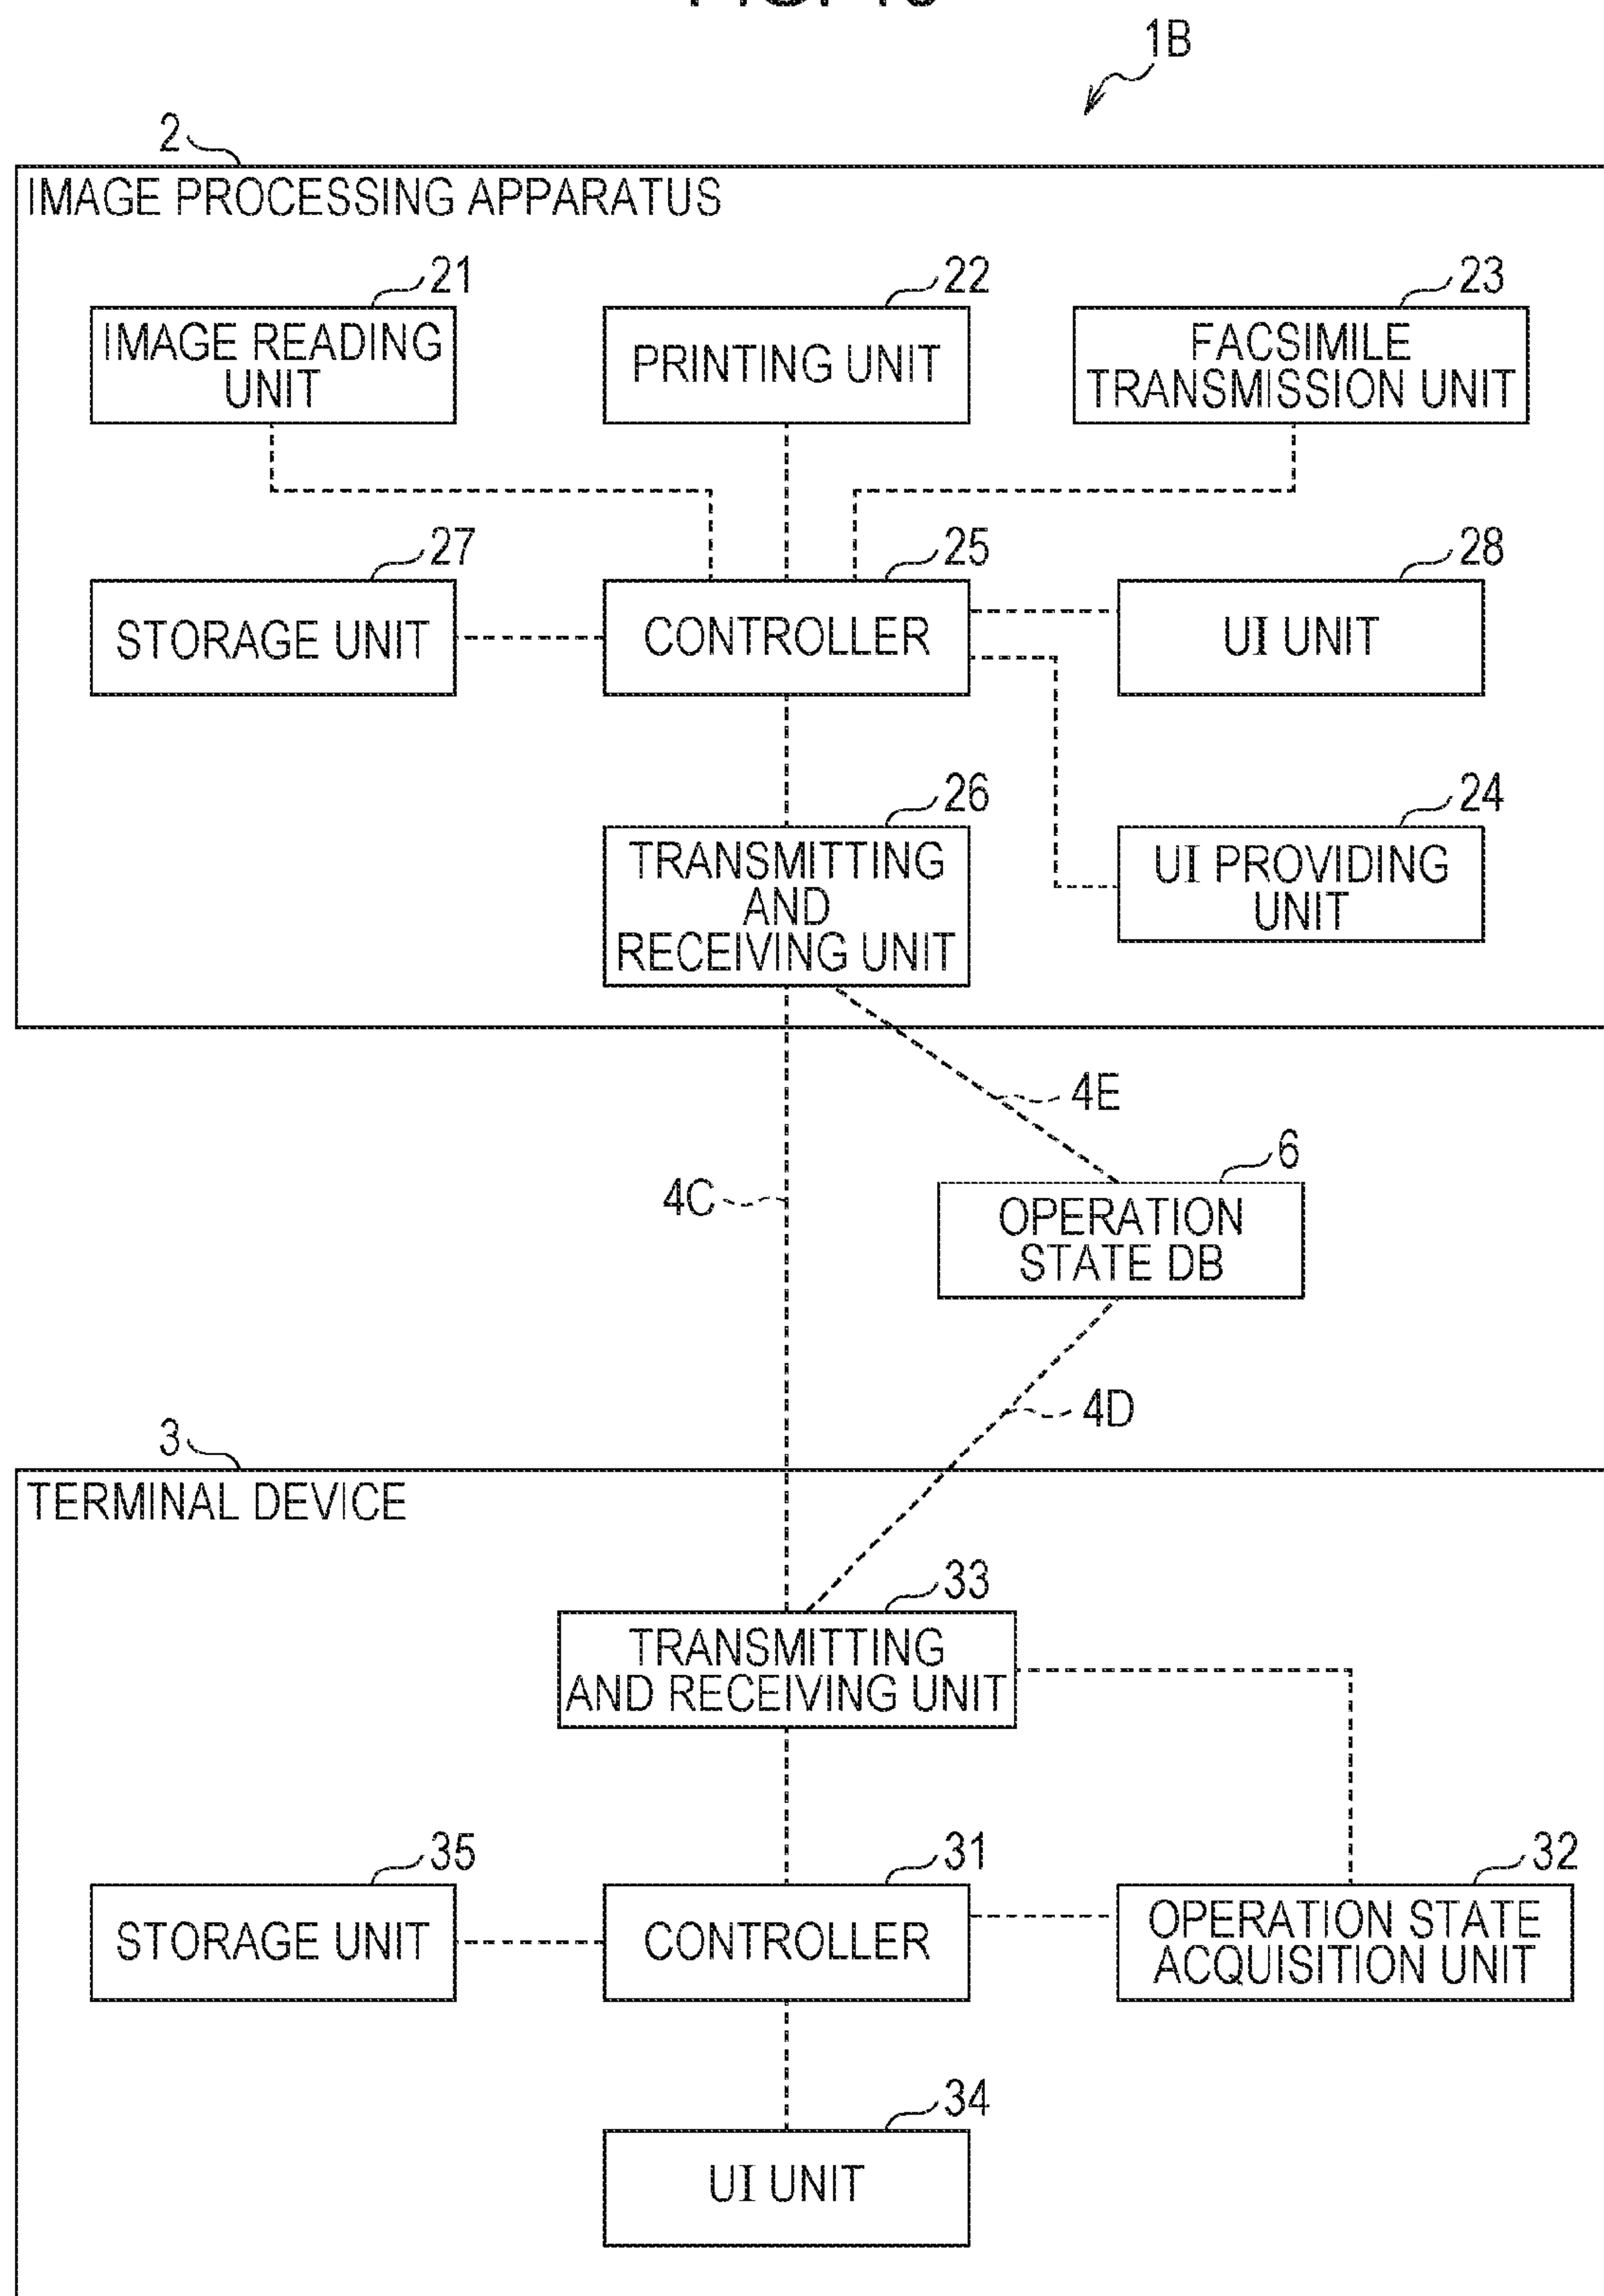 1B
2
IMAGE PROCESSING APPARATUS
21
22
23
IMAGE READING
UNIT
PRINTING UNIT
FACSIMILE
TRANSMISSION UNIT
27
25
28
STORAGE UNIT
CONTROLLER
UI UNIT
26
24
TRANSMITTING
AND
RECEIVING UNIT
UI PROVIDING
UNIT
4E
6
4C
OPERATION
STATE DB
4D
3
TERMINAL DEVICE
33
TRANSMITTING
AND RECEIVING UNIT
35
31
32
STORAGE UNIT
CONTROLLER
OPERATION STATE
ACQUISITION UNIT
34
UI UNIT